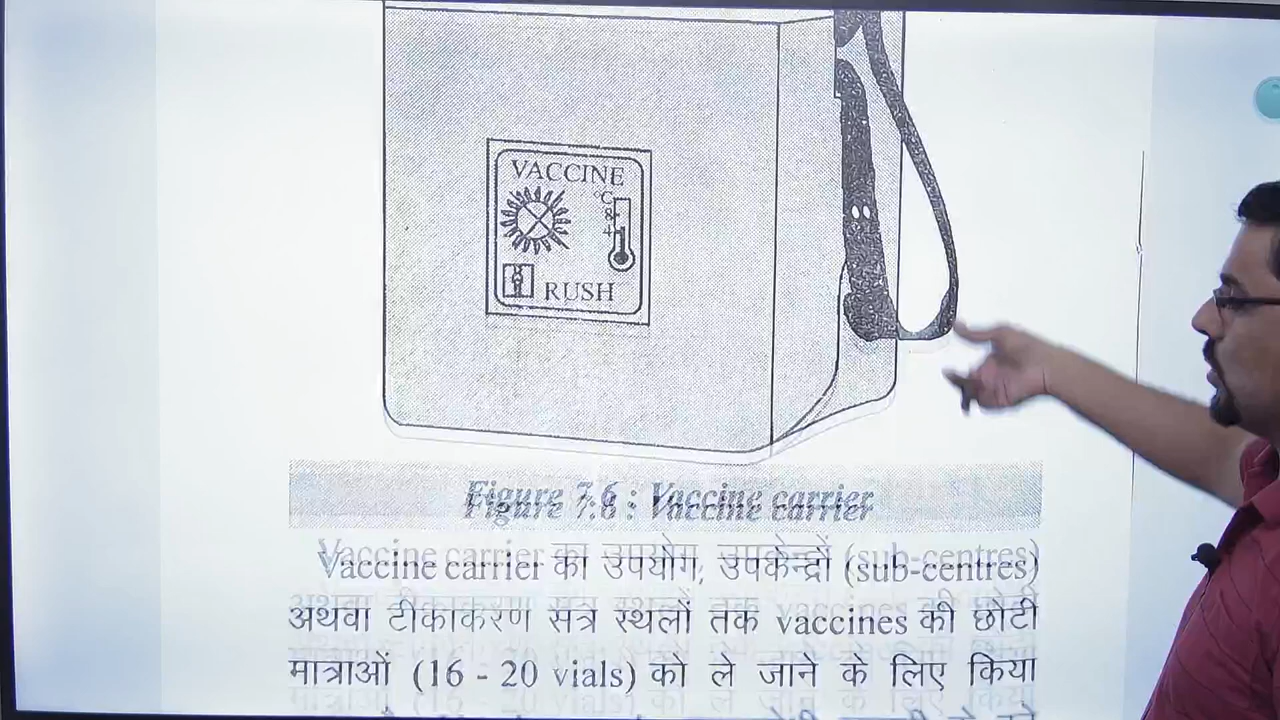 VACCINE
°C
8
4
RUSH
Figure 7.6 : Vaccine carrier
Vaccine carrier का उपयोग, उपकेन्द्रों (sub-centres)
अथवा टीकाकरण सत्र स्थलों तक vaccines की छोटी
मात्राओं (16 - 20 vials) को ले जाने के लिए किया